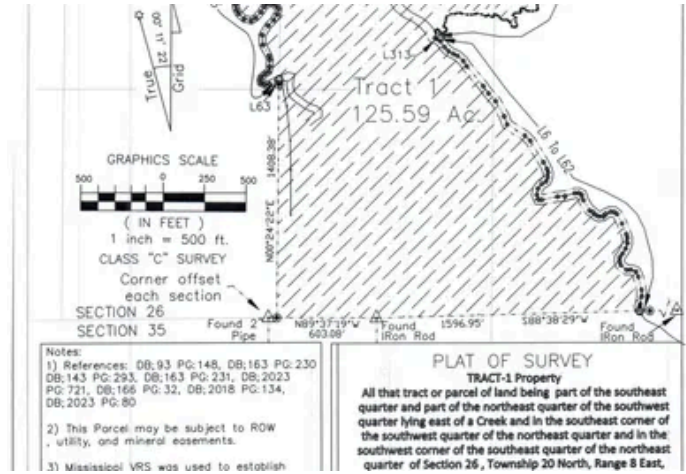 00° 11' 22
True
Grid
L63
L313
Tract 1
125.59 Ac.
L6 To L62
1408.38'
N00°24'22"E
GRAPHICS SCALE
500 250 0 250 500
( IN FEET )
1 inch = 500 ft.
CLASS "C" SURVEY
Corner offset
each section
SECTION 26
SECTION 35
Found 2
Pipe
N89°37'19"W
603.08'
Found
IRon Rod
1596.95'
S88°38'29"
Found
IRon Rod
Notes:
1) References: DB;93 PG:148, DB;163 PG:230
DB;143 PG:293, DB;163 PG:231, DB;2023
PG:721, DB;166 PG:32, DB;2018 PG:134,
DB;2023 PG:80
2) This Parcel may be subject to ROW
, utility, and mineral easements.
3) Mississippi VRS was used to establish
PLAT OF SURVEY
TRACT-1 Property
All that tract or parcel of land being part of the southeast
quarter and part of the northeast quarter of the southwest
quarter lying east of a Creek and in the southeast corner of
the southwest quarter of the northeast quarter and in the
southwest corner of the southeast quarter of the northeast
quarter of Section 26 , Township 20 North, Range 8 East,